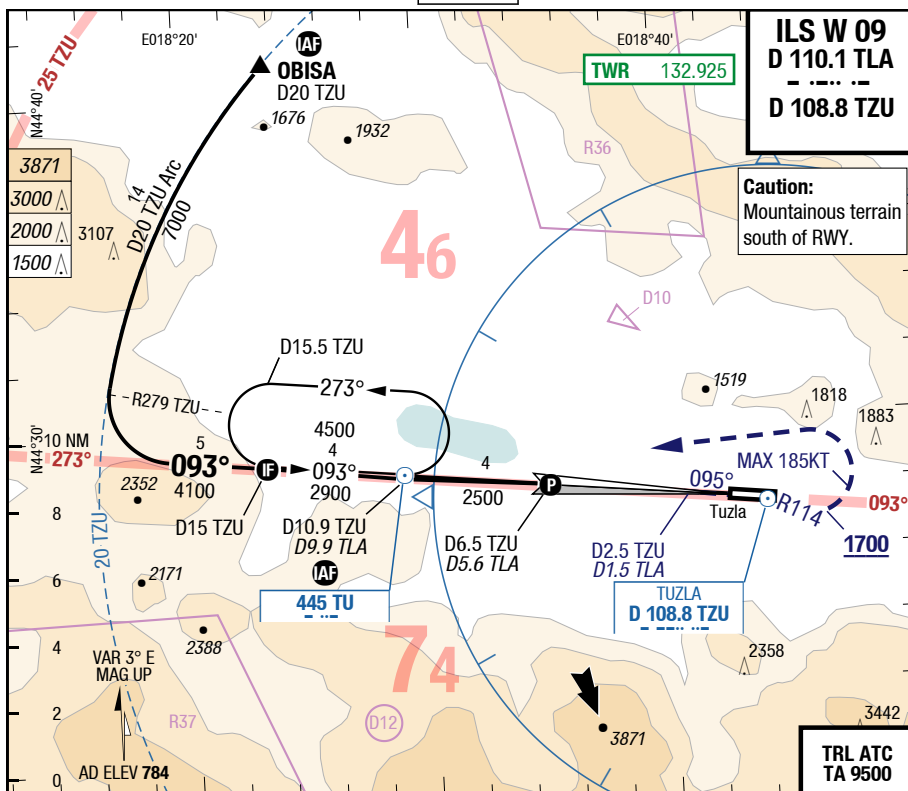 E018°20'
E018°40'
ILS W 09
D 110.1 TLA
D 108.8 TZU
25 TZU
IAF
OBISA
D20 TZU
TWR 132.925
N44°40'
1676
1932
R36
3871
3000
2000
1500
3107
14
D20 TZU Arc
7000
46
Caution:
Mountainous terrain
south of RWY.
D10
D15.5 TZU
273°
1519
1818
1883
R279 TZU
N44°30'
10 NM
273°
5
093°
4100
IF
4500
4
093°
2900
4
2500
P
MAX 185KT
095°
Tuzla
R114
093°
1700
2352
D15 TZU
D10.9 TZU
D9.9 TLA
IAF
445 TU
D6.5 TZU
D5.6 TLA
D2.5 TZU
D1.5 TLA
TUZLA
D 108.8 TZU
20 TZU
8
6
4
2
0
2171
2388
74
2358
VAR 3° E
MAG UP
R37
D12
3871
3442
AD ELEV 784
TRL ATC
TA 9500